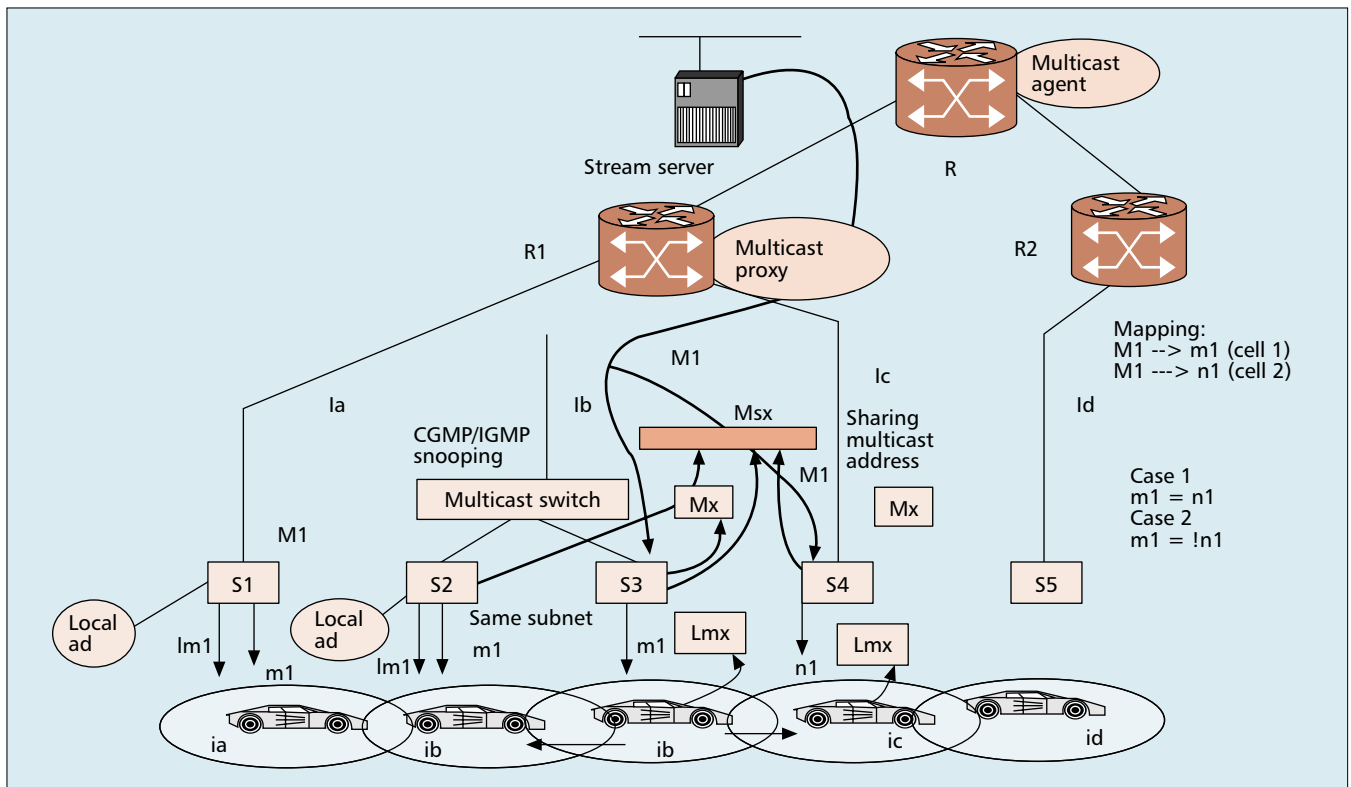 Multicast
agent
Stream server
R
R1
Multicast
proxy
R2
Mapping:
M1 --> m1 (cell 1)
M1 ---> n1 (cell 2)
M1
Ia
Ib
Ic
Id
Msx
Sharing
multicast
address
CGMP/IGMP
snooping
M1
Multicast switch
Mx
Mx
Case 1
m1 = n1
Case 2
m1 = !n1
M1
S1
S2
S3
S4
S5
Local
ad
Local
ad
Same subnet
lm1
m1
lm1
m1
m1
Lmx
n1
Lmx
ia
ib
ib
ic
id